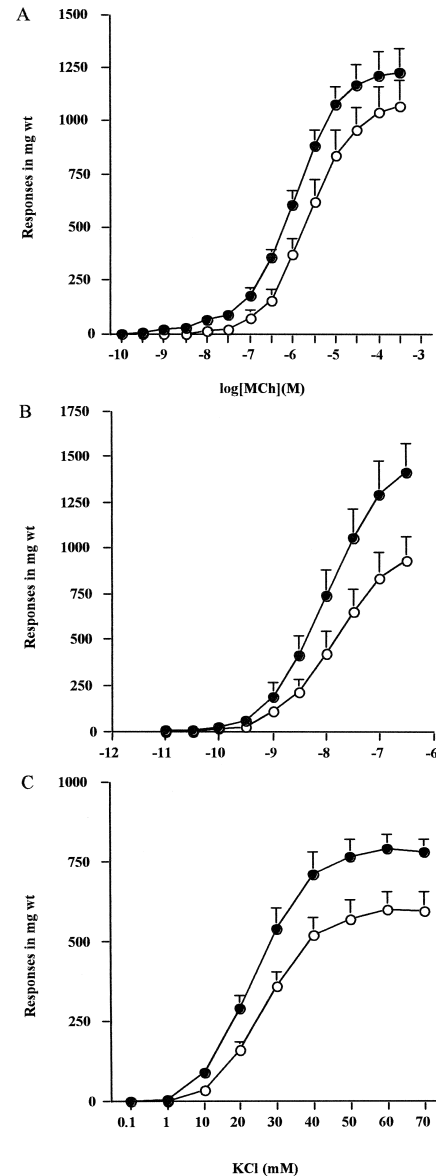 A
1500
1250
1000
750
500
250
0
Responses in mg wt
-10 -9 -8 -7 -6 -5 -4 -3
log[MCh](M)
B
1750
1500
1250
1000
750
500
250
0
Responses in mg wt
-12 -11 -10 -9 -8 -7 -6
C
1000
750
500
250
0
Responses in mg wt
0.1 1 10 20 30 40 50 60 70
KCl (mM)